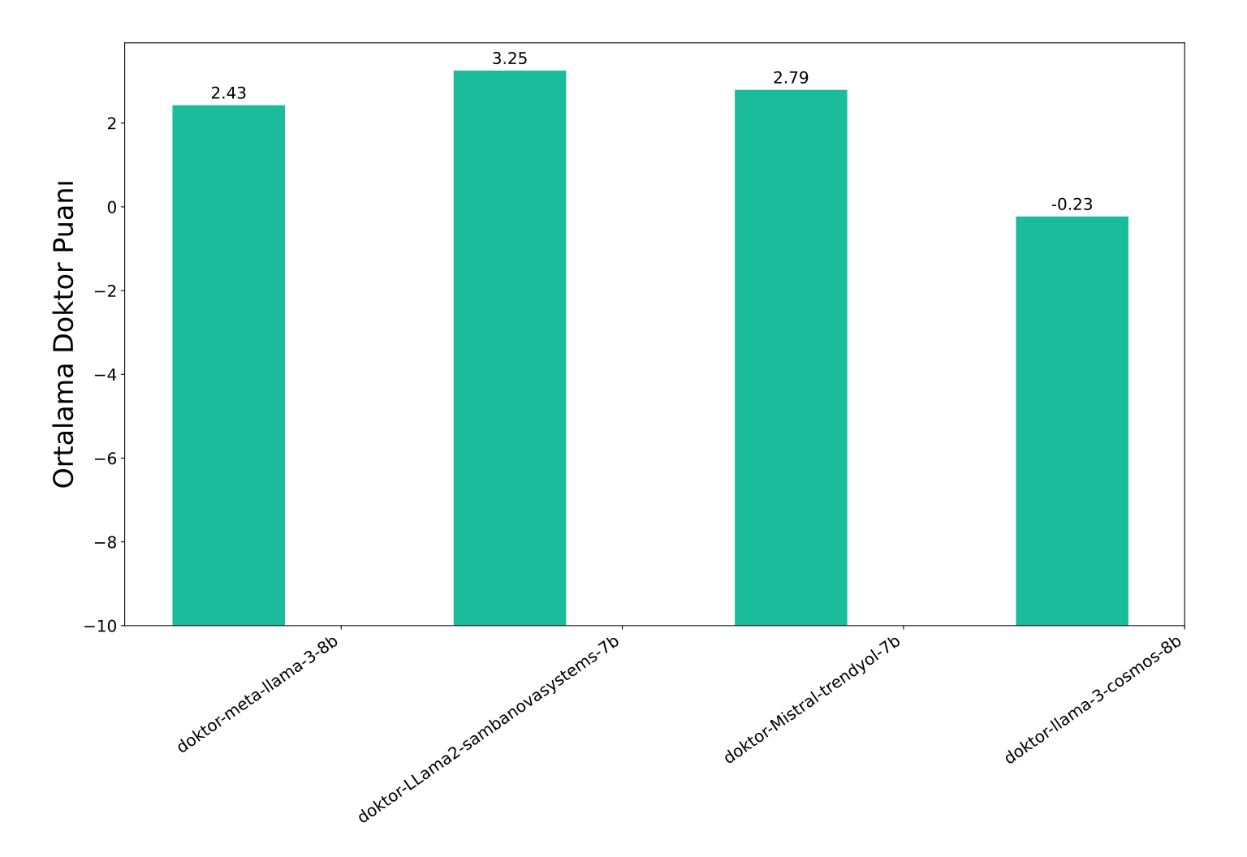 2.43
3.25
2.79
-0.23
2
0
−2
−4
−6
−8
−10
Ortalama Doktor Puanı
doktor-meta-llama-3-8b
doktor-LLama2-sambanovasystems-7b
doktor-Mistral-trendyol-7b
doktor-llama-3-cosmos-8b